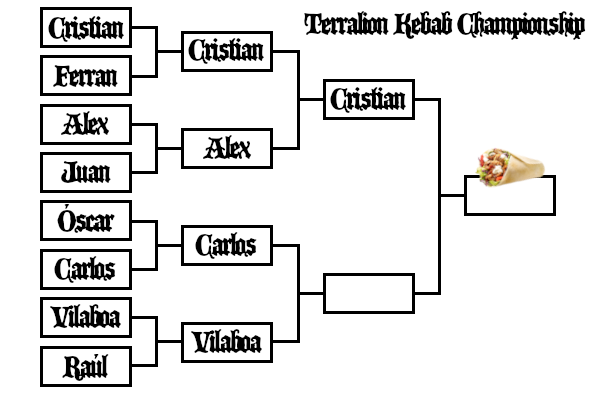 Terralion Kebab Championship
Cristian
Ferran
Alex
Juan
Óscar
Carlos
Vilaboa
Raúl
Cristian
Alex
Carlos
Vilaboa
Cristian